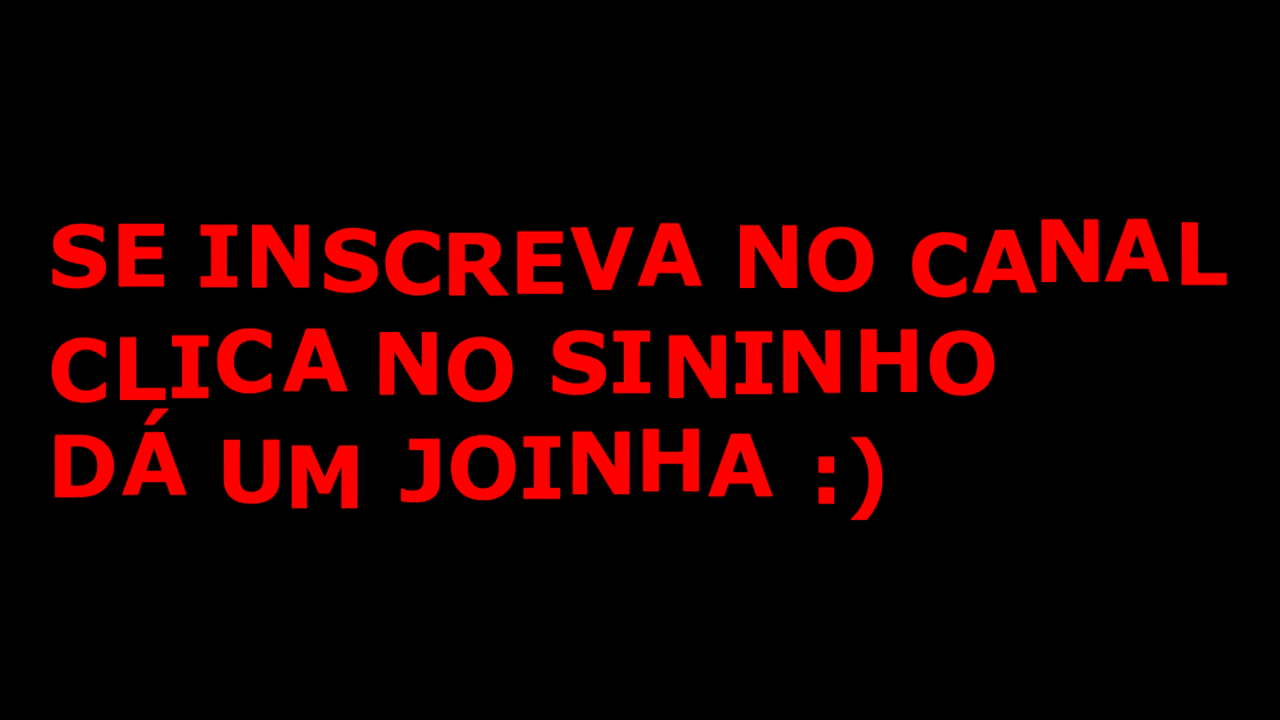 SE INSCREVA NO CANAL
CLICA NO SININHO
DÁ UM JOINHA :)